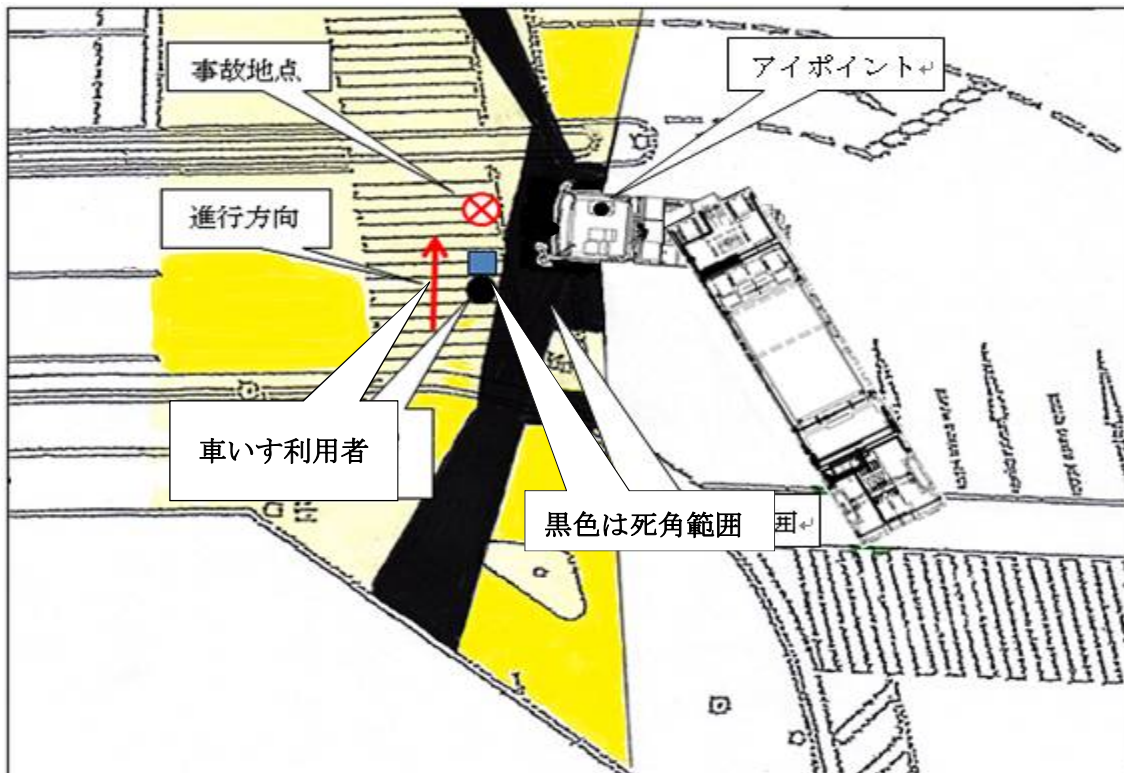 事故地点
アイポイント↵
進行方向
車いす利用者
黒色は死角範囲
囲↵